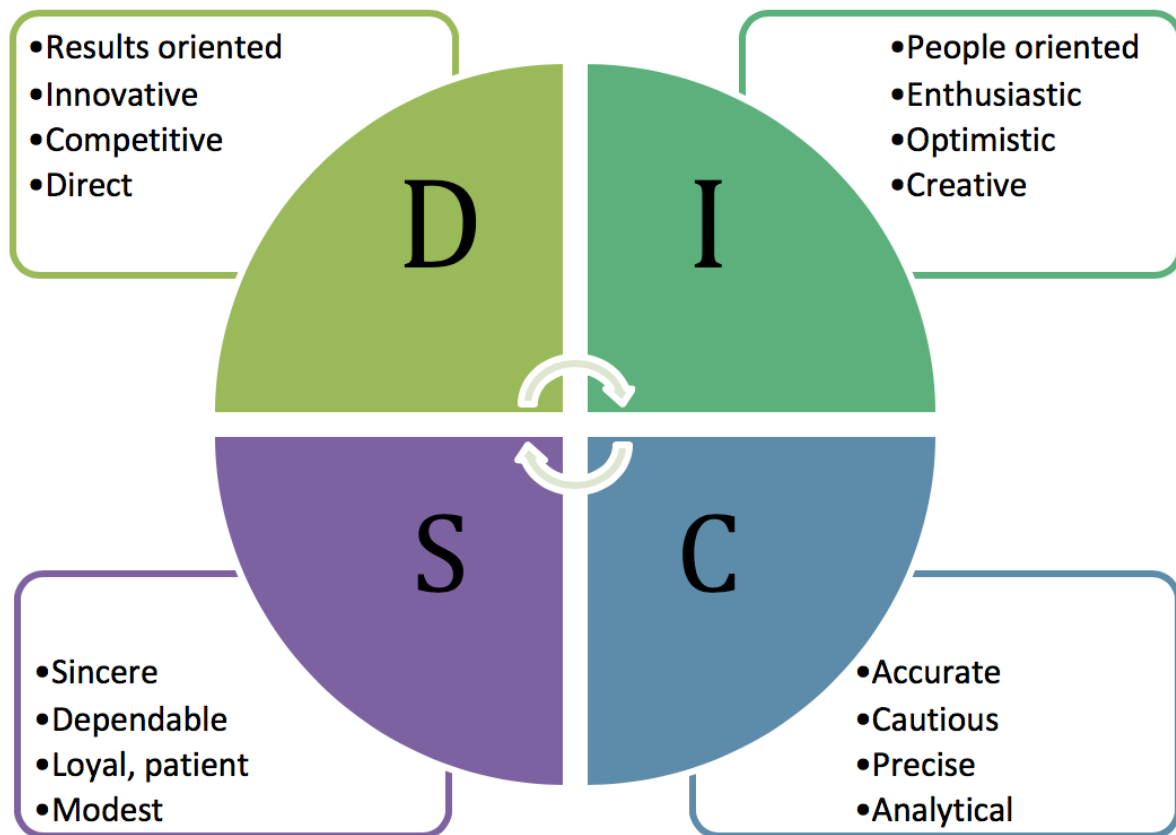 •Results oriented
•Innovative
•Competitive
•Direct
•People oriented
•Enthusiastic
•Optimistic
•Creative
D
I
S
C
•Sincere
•Dependable
•Loyal, patient
•Modest
•Accurate
•Cautious
•Precise
•Analytical